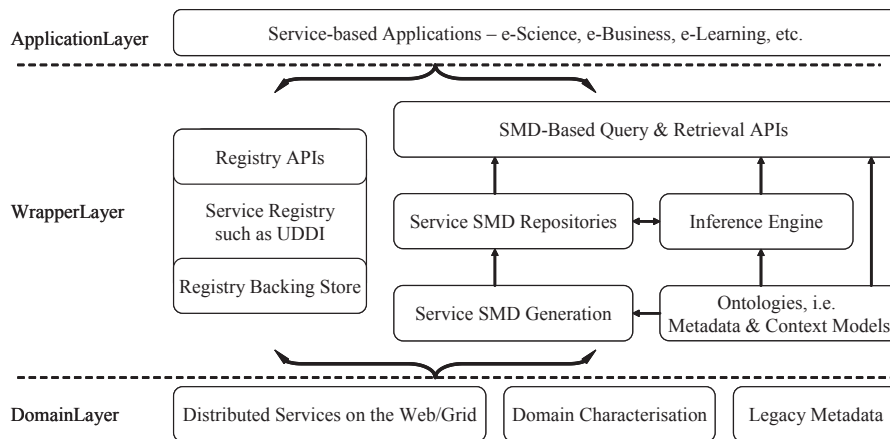 ApplicationLayer
Service-based Applications – e-Science, e-Business, e-Learning, etc.
SMD-Based Query & Retrieval APIs
Registry APIs
WrapperLayer
Service Registry
such as UDDI
Service SMD Repositories
Inference Engine
Registry Backing Store
Service SMD Generation
Ontologies, i.e.
Metadata & Context Models
DomainLayer
Distributed Services on the Web/Grid
Domain Characterisation
Legacy Metadata